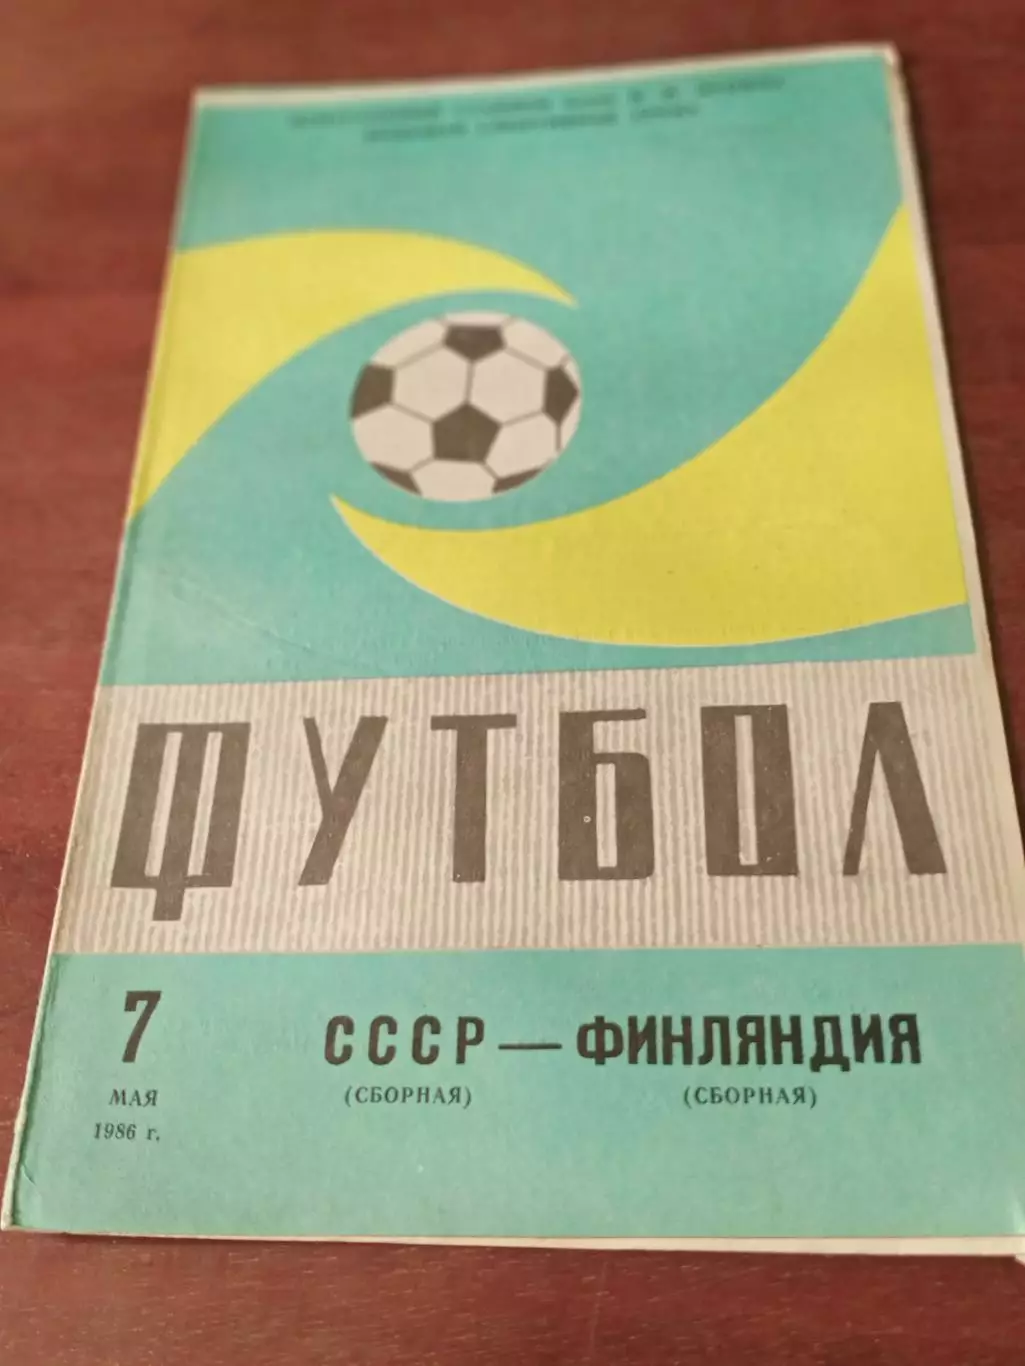 ФУТБОЛ
7
МАЯ
1986 г.
СССР — ФИНЛЯНДИЯ
(СБОРНАЯ) (СБОРНАЯ)